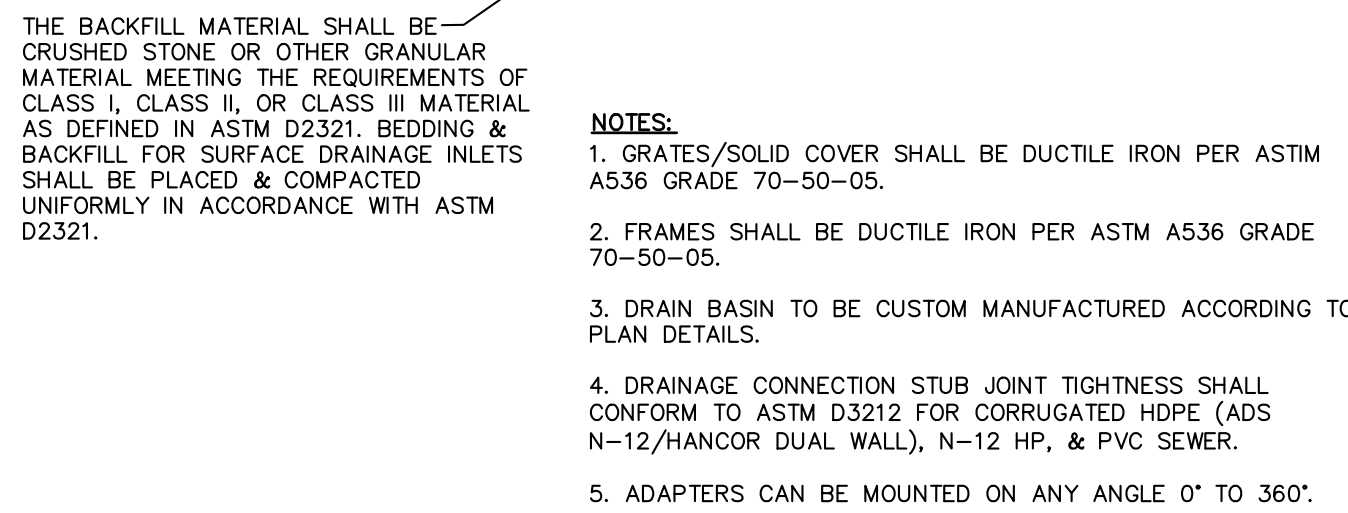 THE BACKFILL MATERIAL SHALL BE
CRUSHED STONE OR OTHER GRANULAR
MATERIAL MEETING THE REQUIREMENTS OF
CLASS I, CLASS II, OR CLASS III MATERIAL
AS DEFINED IN ASTM D2321. BEDDING &
BACKFILL FOR SURFACE DRAINAGE INLETS
SHALL BE PLACED & COMPACTED
UNIFORMLY IN ACCORDANCE WITH ASTM
D2321.
NOTES:
1. GRATES/SOLID COVER SHALL BE DUCTILE IRON PER ASTIM
A536 GRADE 70-50-05.
2. FRAMES SHALL BE DUCTILE IRON PER ASTM A536 GRADE
70-50-05.
3. DRAIN BASIN TO BE CUSTOM MANUFACTURED ACCORDING TO
PLAN DETAILS.
4. DRAINAGE CONNECTION STUB JOINT TIGHTNESS SHALL
CONFORM TO ASTM D3212 FOR CORRUGATED HDPE (ADS
N-12/HANCOR DUAL WALL), N-12 HP, & PVC SEWER.
5. ADAPTERS CAN BE MOUNTED ON ANY ANGLE 0° TO 360°.